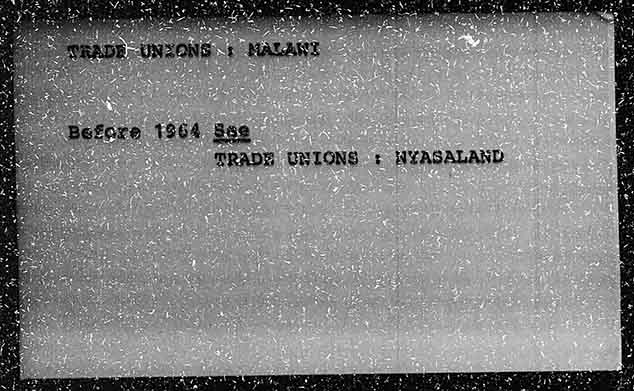 TRADE UNIONS : MALAWI
Before 1964 See
TRADE UNIONS : NYASALAND